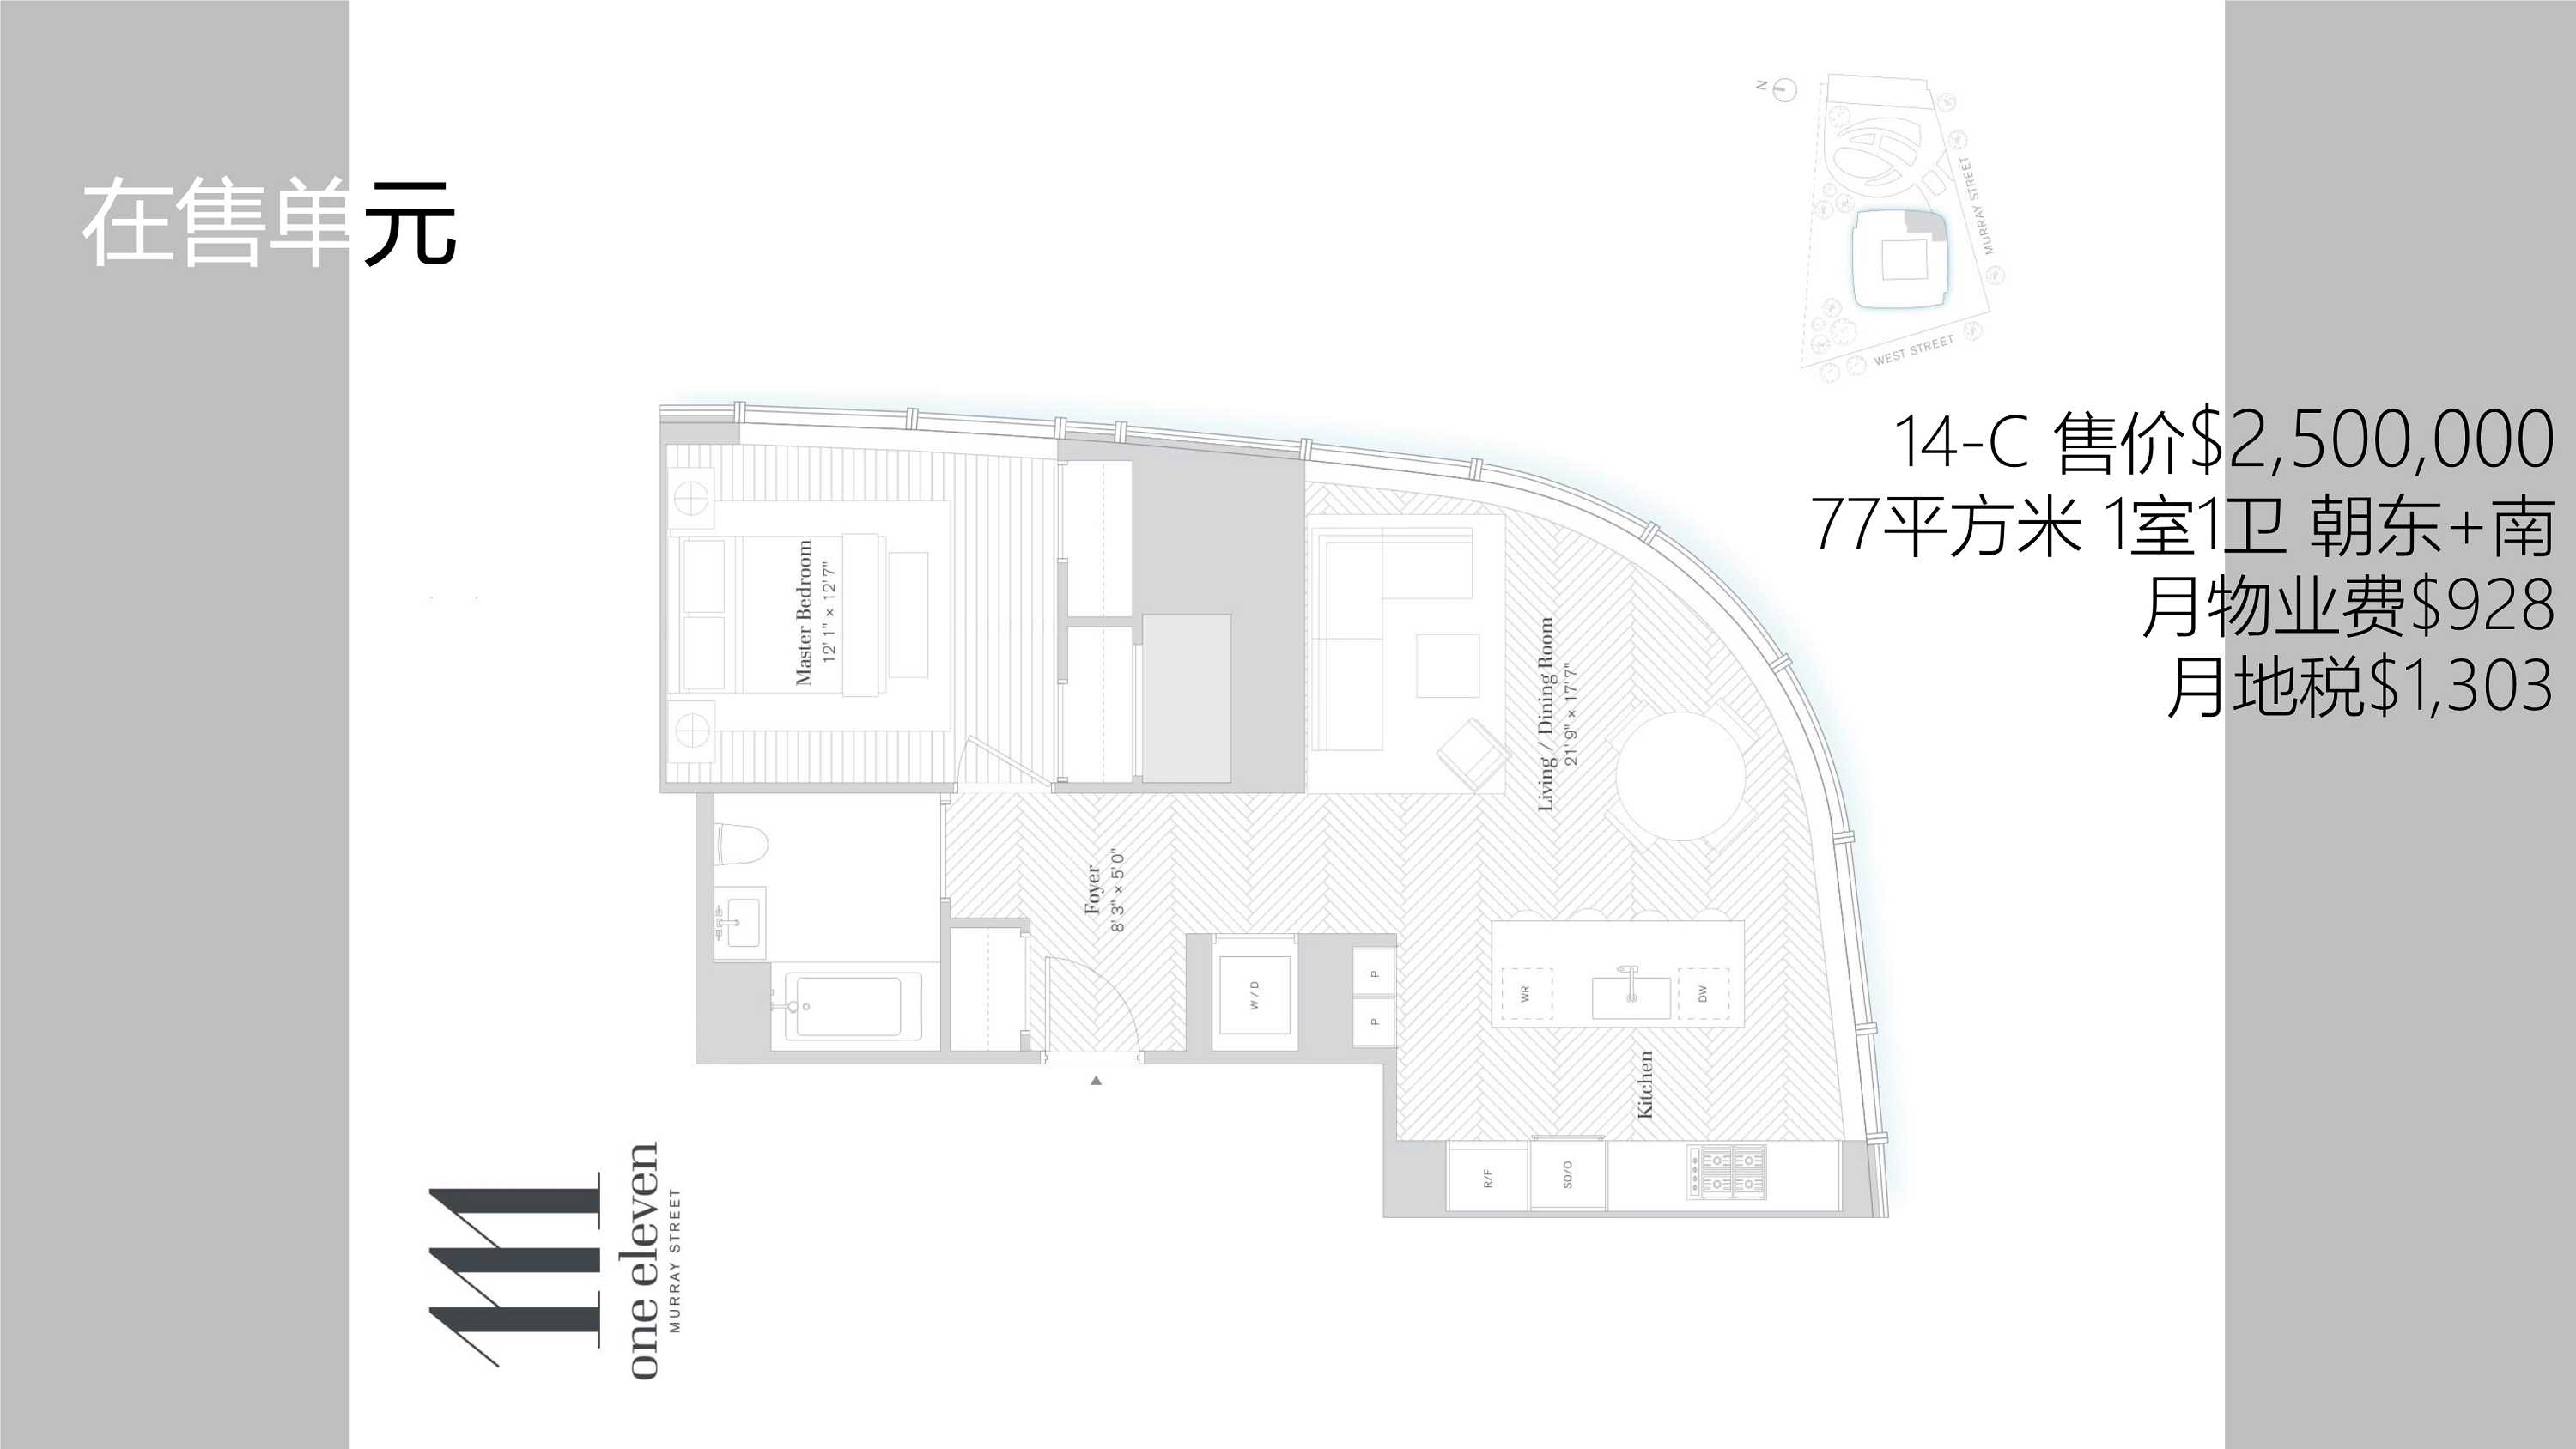 在售单元
N
MURRAY STREET
WEST STREET
14-C 售价$2,500,000
77平方米 1室1卫 朝东+南
月物业费$928
月地税$1,303
Master Bedroom
12' 1" × 12' 7"
Living / Dining Room
21' 9" × 17' 7"
Foyer
8' 3" × 5' 0"
W / D
P
P
WR
DW
Kitchen
R/F
SO/O
one eleven
MURRAY STREET